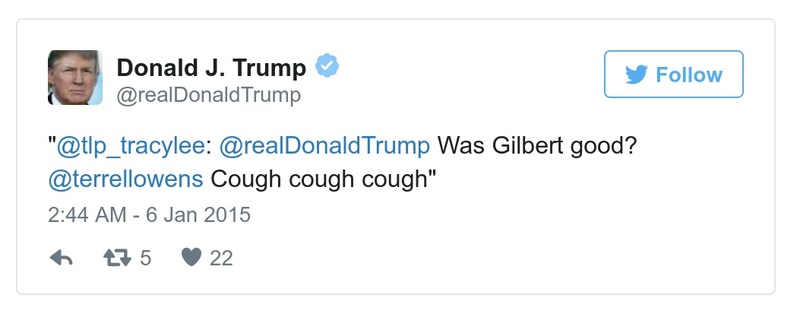 Donald J. Trump
@realDonaldTrump
Follow
"@tlp_tracylee: @realDonaldTrump Was Gilbert good?
@terrellowens Cough cough cough"
2:44 AM - 6 Jan 2015
5 22